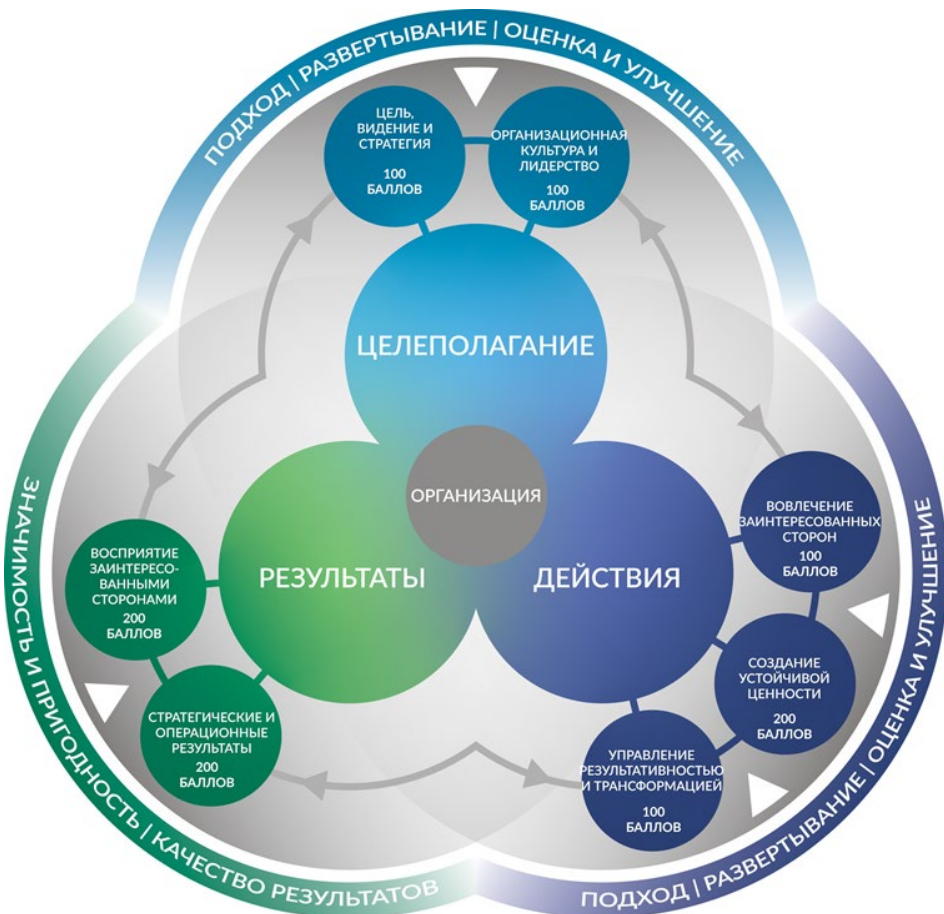 ПОДХОД | РАЗВЕРТЫВАНИЕ | ОЦЕНКА И УЛУЧШЕНИЕ
ЦЕЛЬ,
ВИДЕНИЕ И
СТРАТЕГИЯ
100
БАЛЛОВ
ОРГАНИЗАЦИОННАЯ
КУЛЬТУРА И
ЛИДЕРСТВО
100
БАЛЛОВ
ЦЕЛЕПОЛАГАНИЕ
ОРГАНИЗАЦИЯ
РЕЗУЛЬТАТЫ
ДЕЙСТВИЯ
ВОВЛЕЧЕНИЕ
ЗАИНТЕРЕСОВАННЫХ
СТОРОН
100
БАЛЛОВ
СОЗДАНИЕ
УСТОЙЧИВОЙ
ЦЕННОСТИ
200
БАЛЛОВ
УПРАВЛЕНИЕ
РЕЗУЛЬТАТИВНОСТЬЮ
И ТРАНСФОРМАЦИЕЙ
100
БАЛЛОВ
ВОСПРИЯТИЕ
ЗАИНТЕРЕСО-
ВАННЫМИ
СТОРОНАМИ
200
БАЛЛОВ
СТРАТЕГИЧЕСКИЕ И
ОПЕРАЦИОННЫЕ
РЕЗУЛЬТАТЫ
200
БАЛЛОВ
ЗНАЧИМОСТЬ И ПРИГОДНОСТЬ | КАЧЕСТВО РЕЗУЛЬТАТОВ
ПОДХОД | РАЗВЕРТЫВАНИЕ | ОЦЕНКА И УЛУЧШЕНИЕ